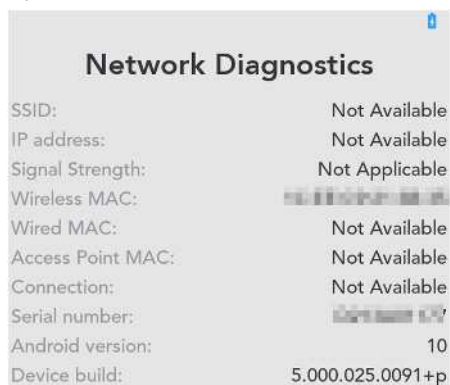 Network Diagnostics
SSID: Not Available
IP address: Not Available
Signal Strength: Not Applicable
Wireless MAC:
Wired MAC: Not Available
Access Point MAC: Not Available
Connection: Not Available
Serial number:
Android version: 10
Device build: 5.000.025.0091+p